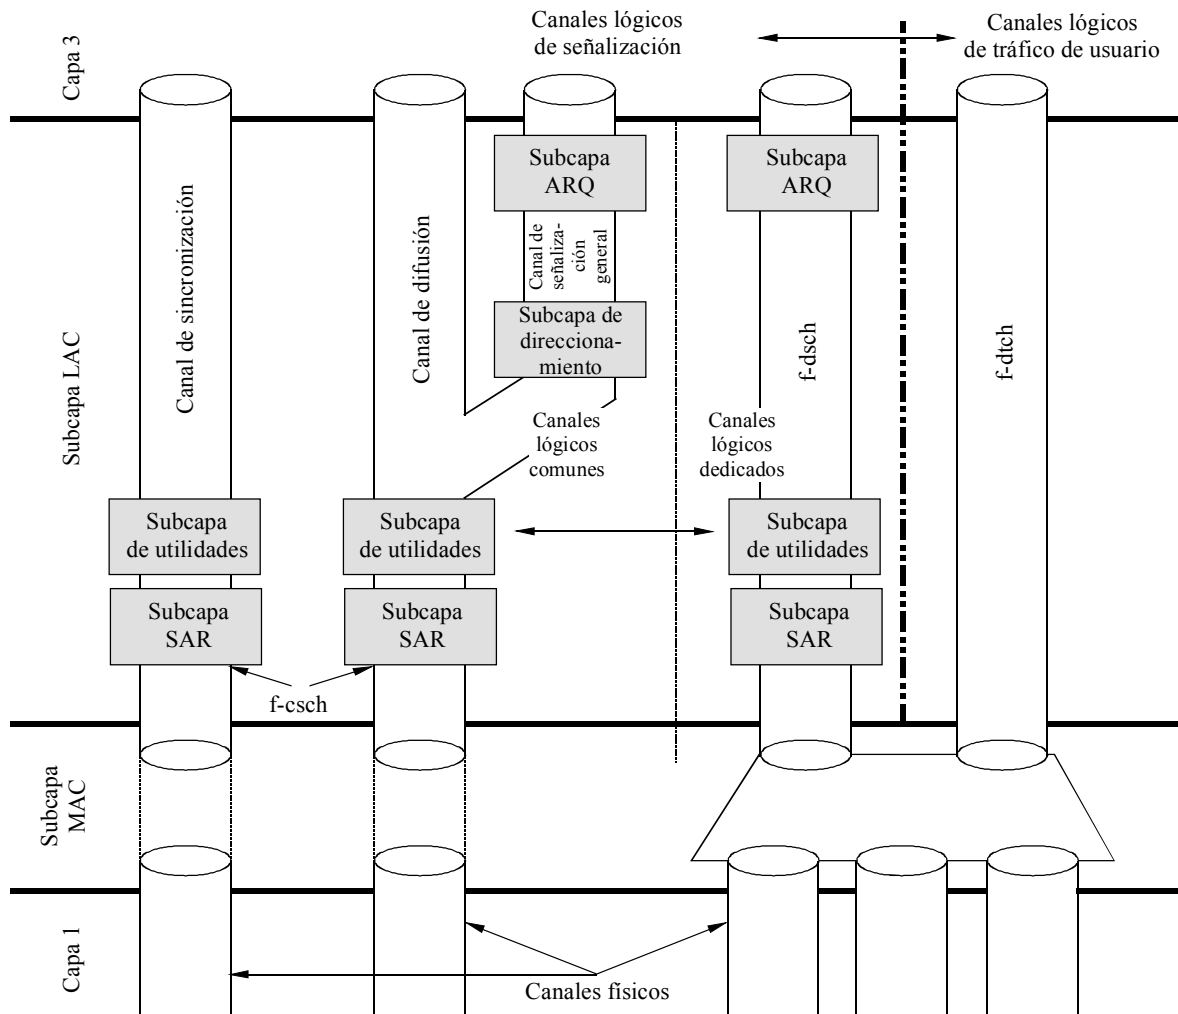 Canales lógicos
de señalización
Canales lógicos
de tráfico de usuario
Capa 3
Subcapa
ARQ
Subcapa
ARQ
Canal de sincronización
Canal de difusión
Canal de
señaliza-
ción
general
Subcapa de
direcciona-
miento
f-dsch
f-dtch
Subcapa LAC
Canales
lógicos
comunes
Canales
lógicos
dedicados
Subcapa
de utilidades
Subcapa
de utilidades
Subcapa
de utilidades
Subcapa
SAR
Subcapa
SAR
Subcapa
SAR
f-csch
Subcapa
MAC
Capa 1
Canales físicos